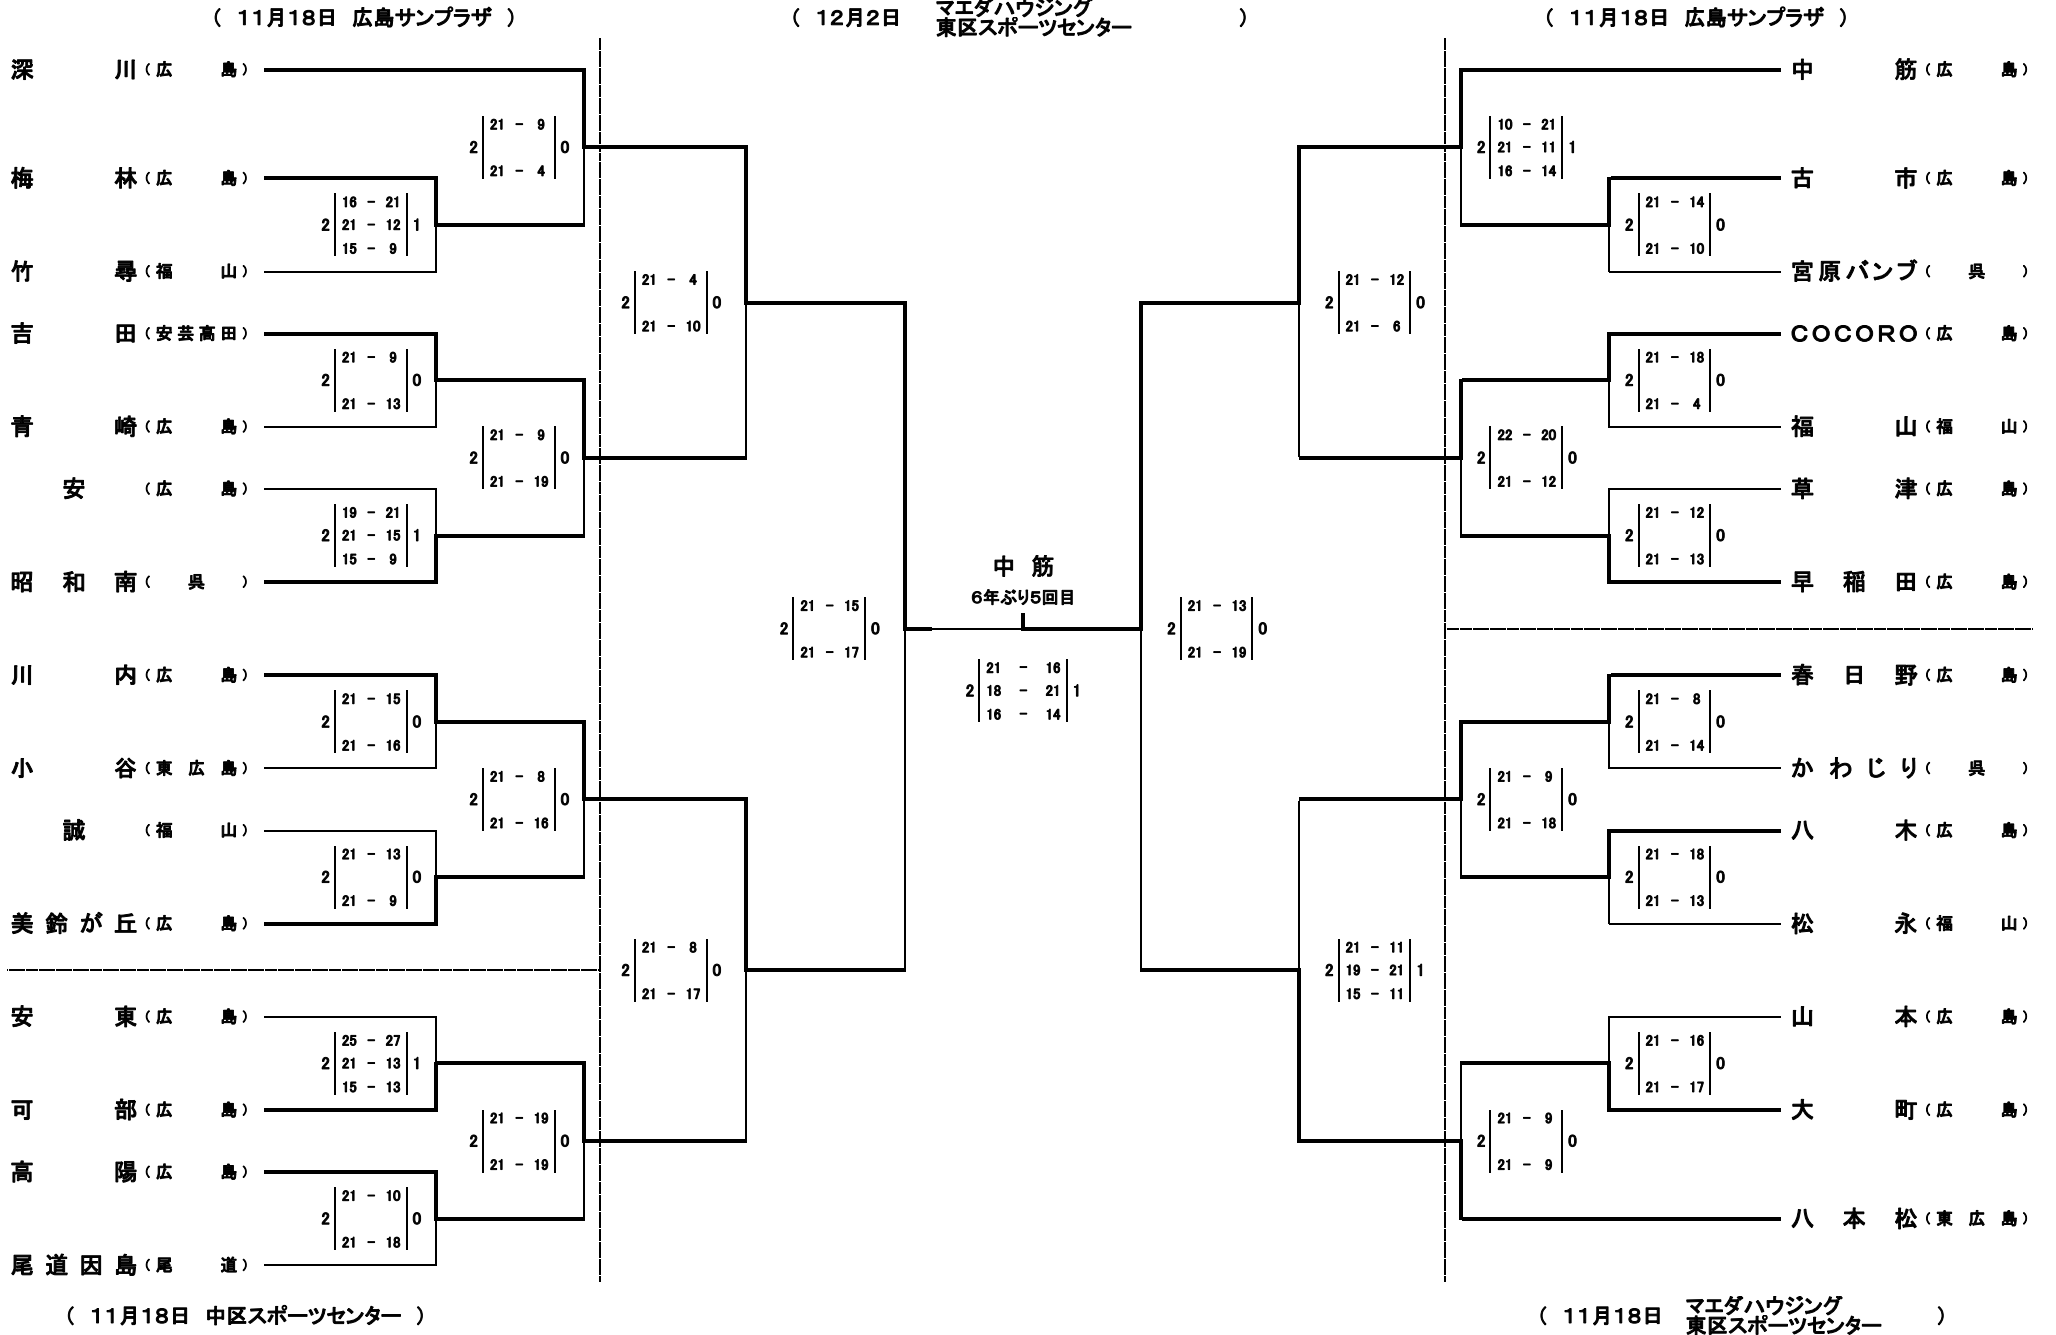 ( 11月18日 広島サンプラザ )
( 12月2日 マエダハウジング 東区スポーツセンター )
( 11月18日 広島サンプラザ )
深川(広島)
2 21 - 9 0
21 - 4
梅林(広島)
2 16 - 21 1
21 - 12
15 - 9
竹尋(福山)
2 21 - 4 0
21 - 10
吉田(安芸高田)
2 21 - 9 0
21 - 13
青崎(広島)
2 21 - 9 0
21 - 19
安(広島)
2 19 - 21 1
21 - 15
15 - 9
昭和南(呉)
2 21 - 15 0
21 - 17
川内(広島)
2 21 - 15 0
21 - 16
小谷(東広島)
2 21 - 8 0
21 - 16
誠(福山)
2 21 - 13 0
21 - 9
美鈴が丘(広島)
2 21 - 8 0
21 - 17
安東(広島)
2 25 - 27 1
21 - 13
15 - 13
可部(広島)
2 21 - 19 0
21 - 19
高陽(広島)
2 21 - 10 0
21 - 18
尾道因島(尾道)
中筋
6年ぶり5回目
2 21 - 16 1
18 - 21
16 - 14
中筋(広島)
2 10 - 21 1
21 - 11
16 - 14
古市(広島)
2 21 - 14 0
21 - 10
宮原バンブ(呉)
2 21 - 12 0
21 - 6
COCORO(広島)
2 21 - 18 0
21 - 4
福山(福山)
2 22 - 20 0
21 - 12
草津(広島)
2 21 - 12 0
21 - 13
早稲田(広島)
2 21 - 13 0
21 - 19
春日野(広島)
2 21 - 8 0
21 - 14
かわじり(呉)
2 21 - 9 0
21 - 18
八木(広島)
2 21 - 18 0
21 - 13
松永(福山)
2 21 - 11 1
19 - 21
15 - 11
山本(広島)
2 21 - 16 0
21 - 17
大町(広島)
2 21 - 9 0
21 - 9
八本松(東広島)
( 11月18日 中区スポーツセンター )
( 11月18日 マエダハウジング 東区スポーツセンター )